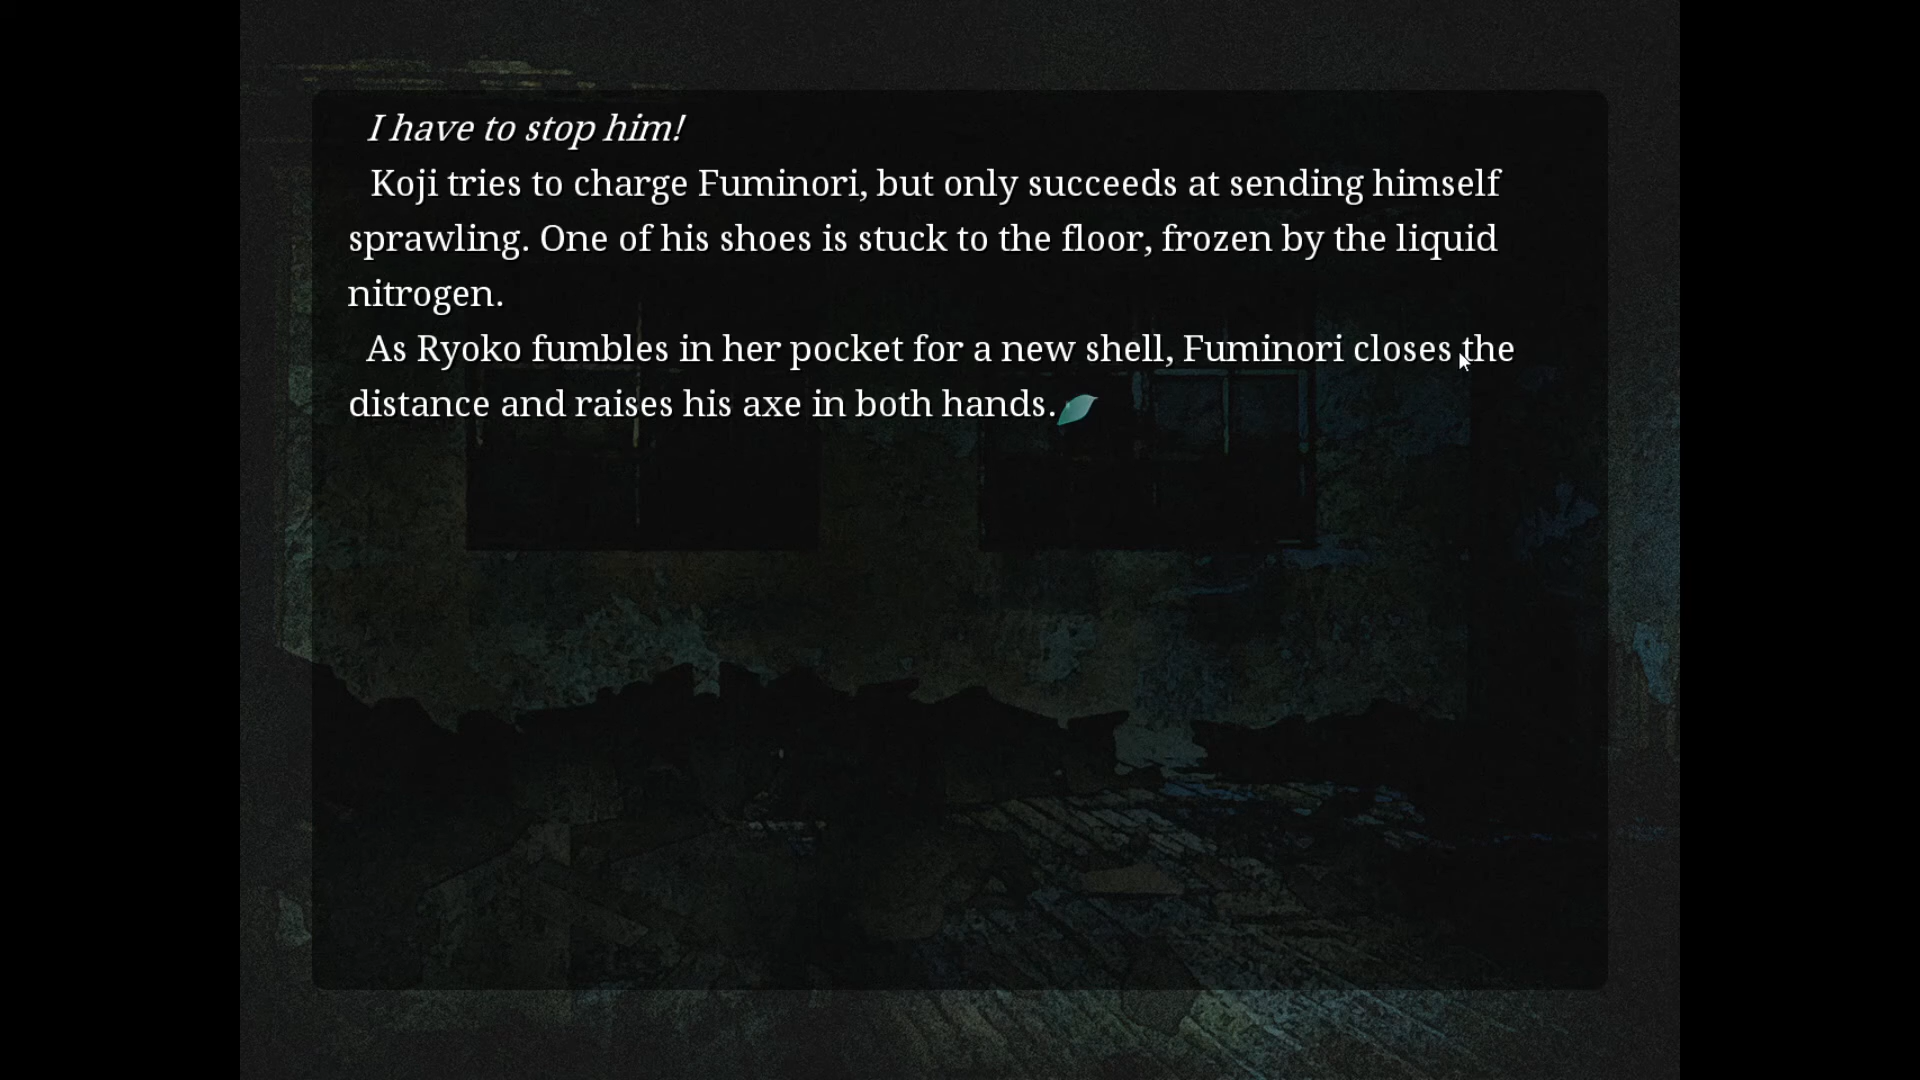 I have to stop him!
Koji tries to charge Fuminori, but only succeeds at sending himself
sprawling. One of his shoes is stuck to the floor, frozen by the liquid
nitrogen.
As Ryoko fumbles in her pocket for a new shell, Fuminori closes the
distance and raises his axe in both hands.